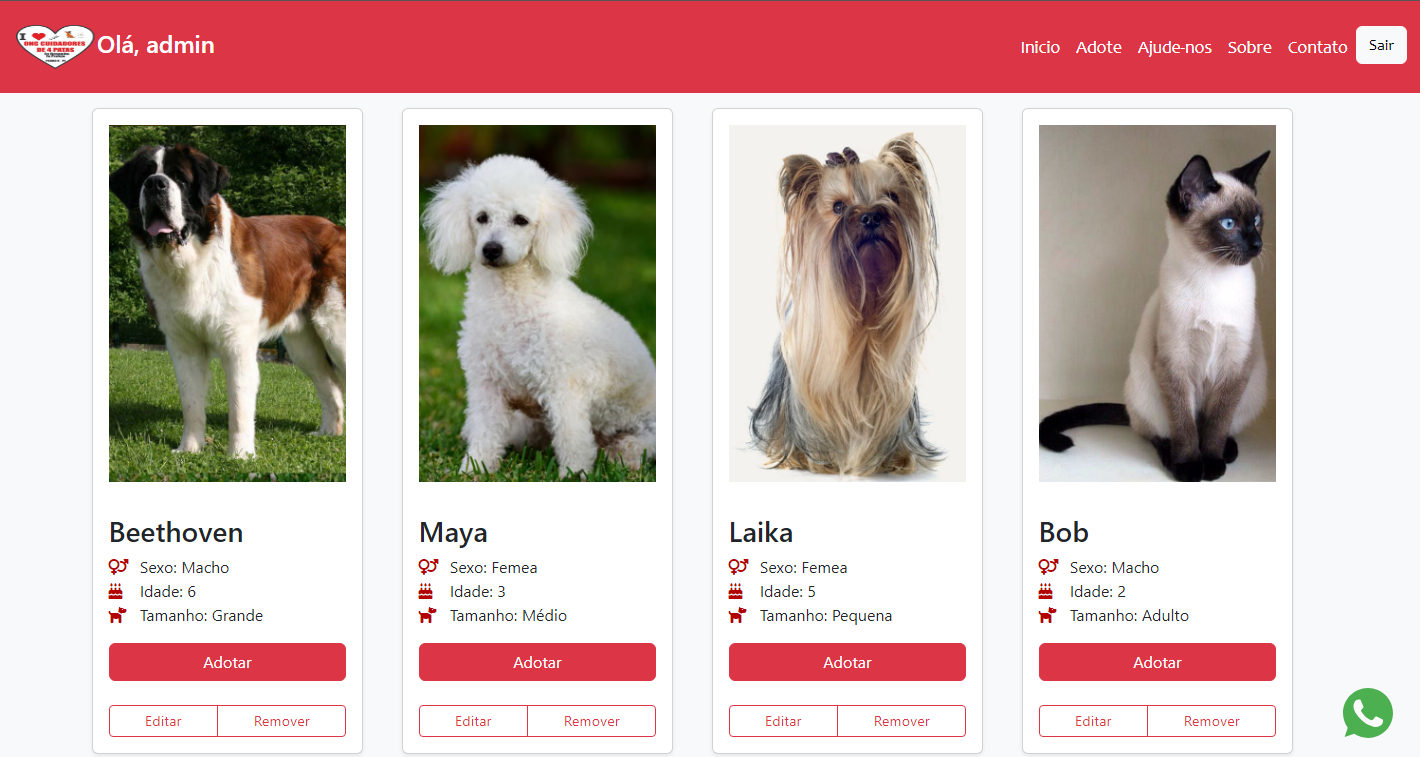 I
ONG CUIDADORES
DE 4 PATAS
Olá, admin
Inicio Adote Ajude-nos Sobre Contato Sair
Beethoven
Sexo: Macho
Idade: 6
Tamanho: Grande
Adotar
Editar Remover
Maya
Sexo: Femea
Idade: 3
Tamanho: Médio
Adotar
Editar Remover
Laika
Sexo: Femea
Idade: 5
Tamanho: Pequena
Adotar
Editar Remover
Bob
Sexo: Macho
Idade: 2
Tamanho: Adulto
Adotar
Editar Remover